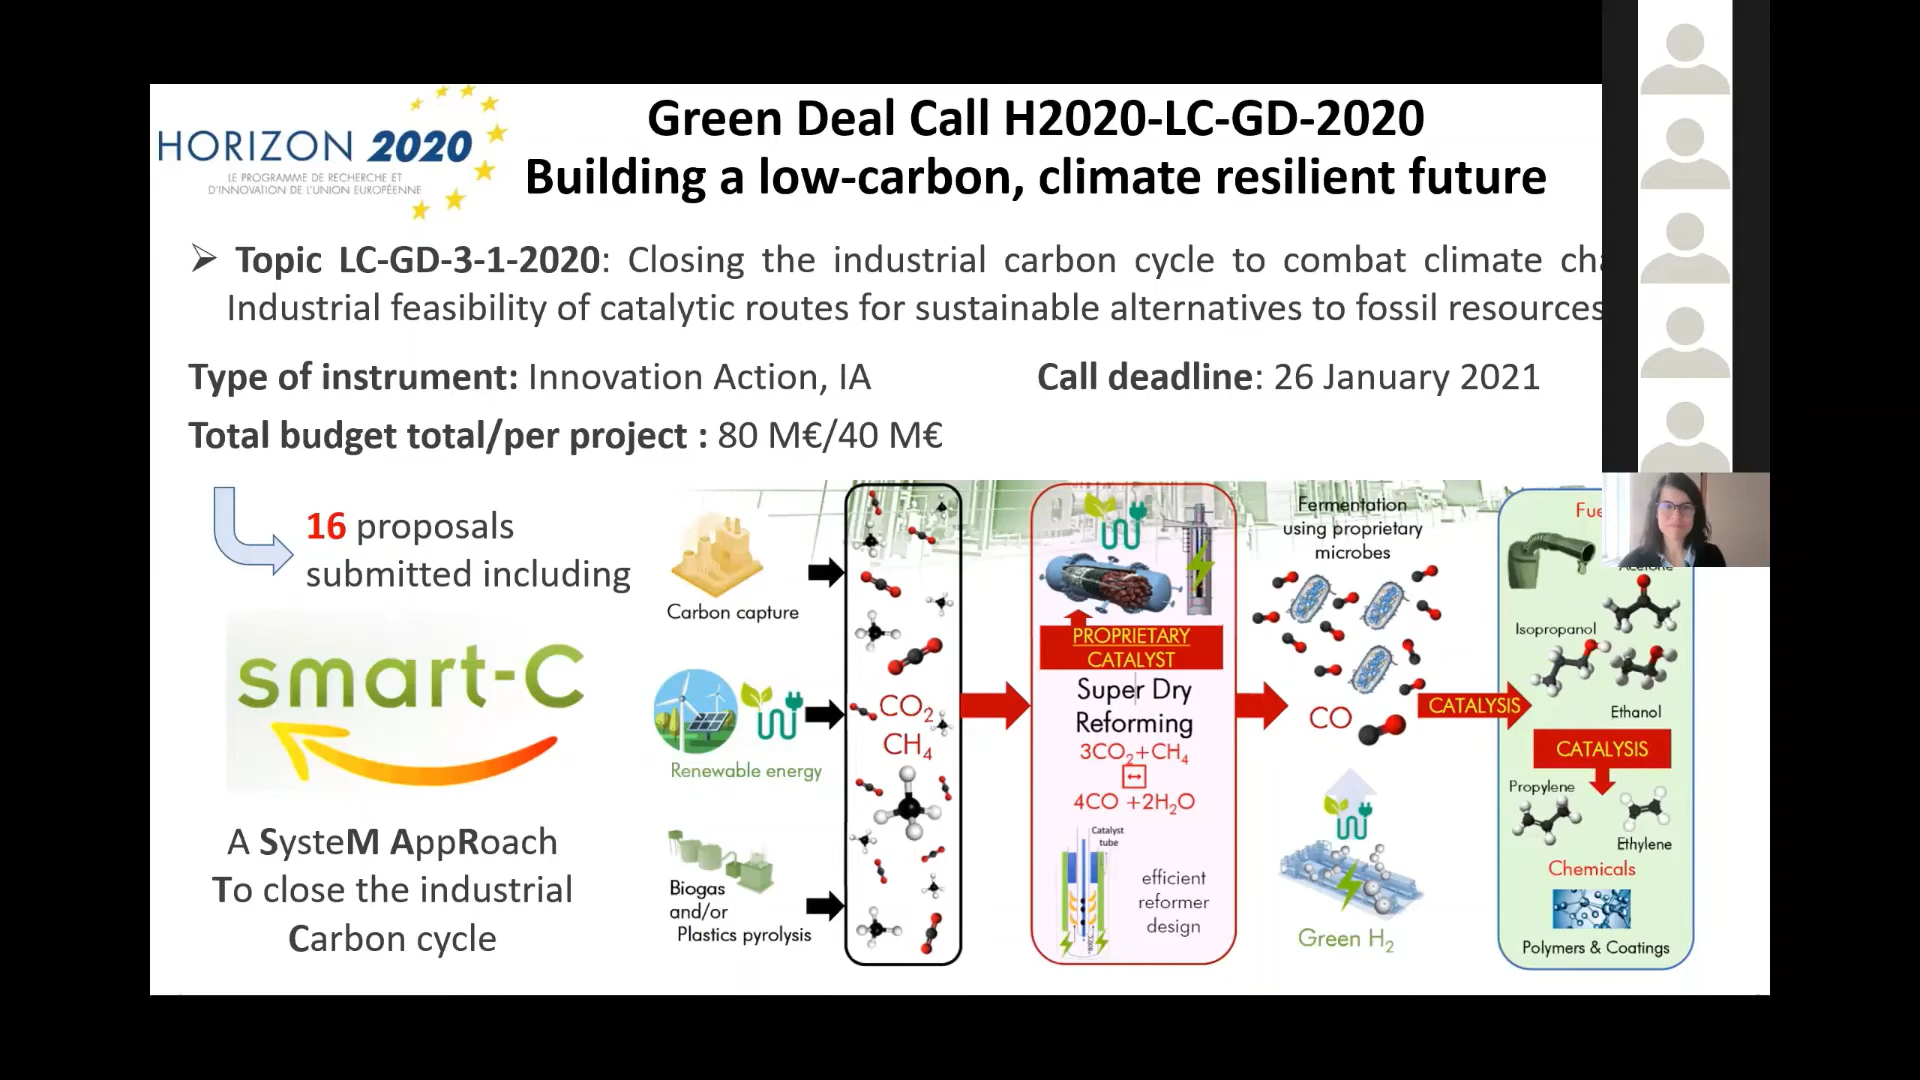 HORIZON 2020
LE PROGRAMME DE RECHERCHE ET
D'INNOVATION DE L'UNION EUROPÉENNE
Green Deal Call H2020-LC-GD-2020
Building a low-carbon, climate resilient future
Topic LC-GD-3-1-2020: Closing the industrial carbon cycle to combat climate
Industrial feasibility of catalytic routes for sustainable alternatives to fossil resources
Type of instrument: Innovation Action, IA
Call deadline: 26 January 2021
Total budget total/per project : 80 M€/40 M€
16 proposals
submitted including
smart-C
A SysteM AppRoach
To close the industrial
Carbon cycle
Carbon capture
Renewable energy
Biogas
and/or
Plastics pyrolysis
CO2
CH4
PROPRIETARY
CATALYST
Super Dry
Reforming
3CO2+CH4
4CO +2H2O
Catalyst
tube
efficient
reformer
design
Fermentation
using proprietary
microbes
CO
Green H2
CATALYSIS
Acetone
Isopropanol
Ethanol
CATALYSIS
Propylene
Ethylene
Chemicals
Polymers & Coatings